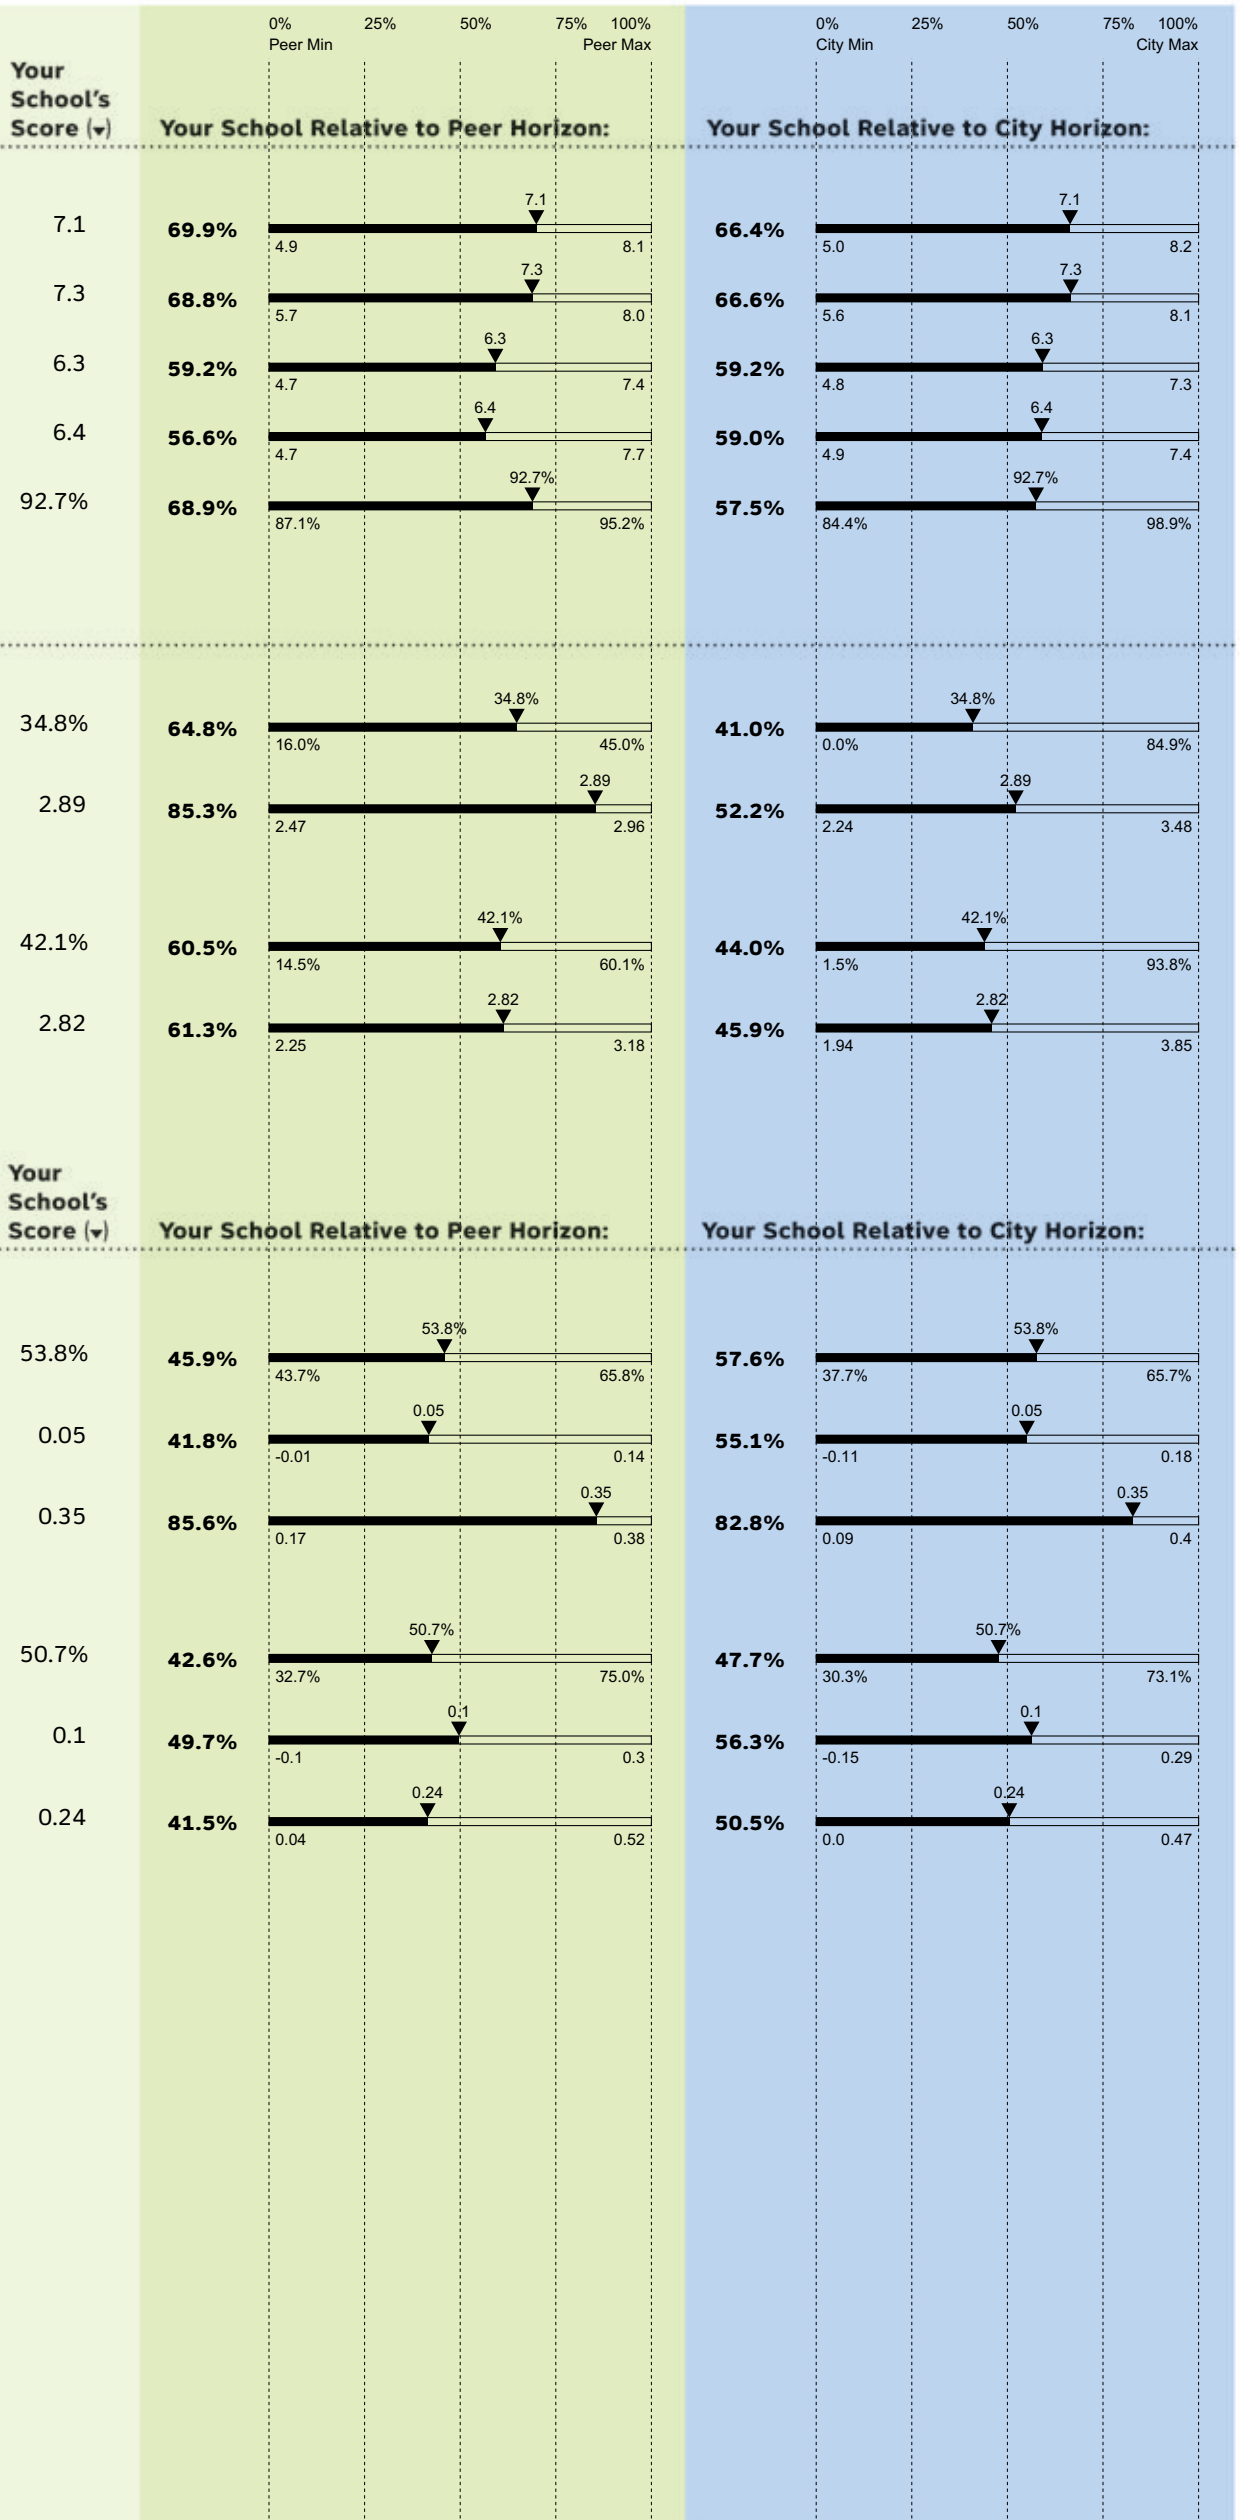 0% 25% 50% 75% 100% 0% 25% 50% 75% 100%
Peer Min Peer Max City Min City Max
Your
School's
Score (▾) Your School Relative to Peer Horizon: Your School Relative to City Horizon:
7.1 7.1
7.1 69.9% 66.4%
4.9 8.1 5.0 8.2
7.3 7.3
7.3 68.8% 66.6%
5.7 8.0 5.6 8.1
6.3 6.3
6.3 59.2% 59.2%
4.7 7.4 4.8 7.3
6.4 6.4
6.4 56.6% 59.0%
4.7 7.7 4.9 7.4
92.7% 92.7%
92.7% 68.9% 57.5%
87.1% 95.2% 84.4% 98.9%
34.8% 34.8%
34.8% 64.8% 41.0%
16.0% 45.0% 0.0% 84.9%
2.89 2.89
2.89 85.3% 52.2%
2.47 2.96 2.24 3.48
42.1% 42.1%
42.1% 60.5% 44.0%
14.5% 60.1% 1.5% 93.8%
2.82 2.82
2.82 61.3% 45.9%
2.25 3.18 1.94 3.85
Your
School's
Score (▾) Your School Relative to Peer Horizon: Your School Relative to City Horizon:
53.8% 53.8%
53.8% 45.9% 57.6%
43.7% 65.8% 37.7% 65.7%
0.05 0.05
0.05 41.8% 55.1%
-0.01 0.14 -0.11 0.18
0.35 0.35
0.35 85.6% 82.8%
0.17 0.38 0.09 0.4
50.7% 50.7%
50.7% 42.6% 47.7%
32.7% 75.0% 30.3% 73.1%
0.1 0.1
0.1 49.7% 56.3%
-0.1 0.3 -0.15 0.29
0.24 0.24
0.24 41.5% 50.5%
0.04 0.52 0.0 0.47